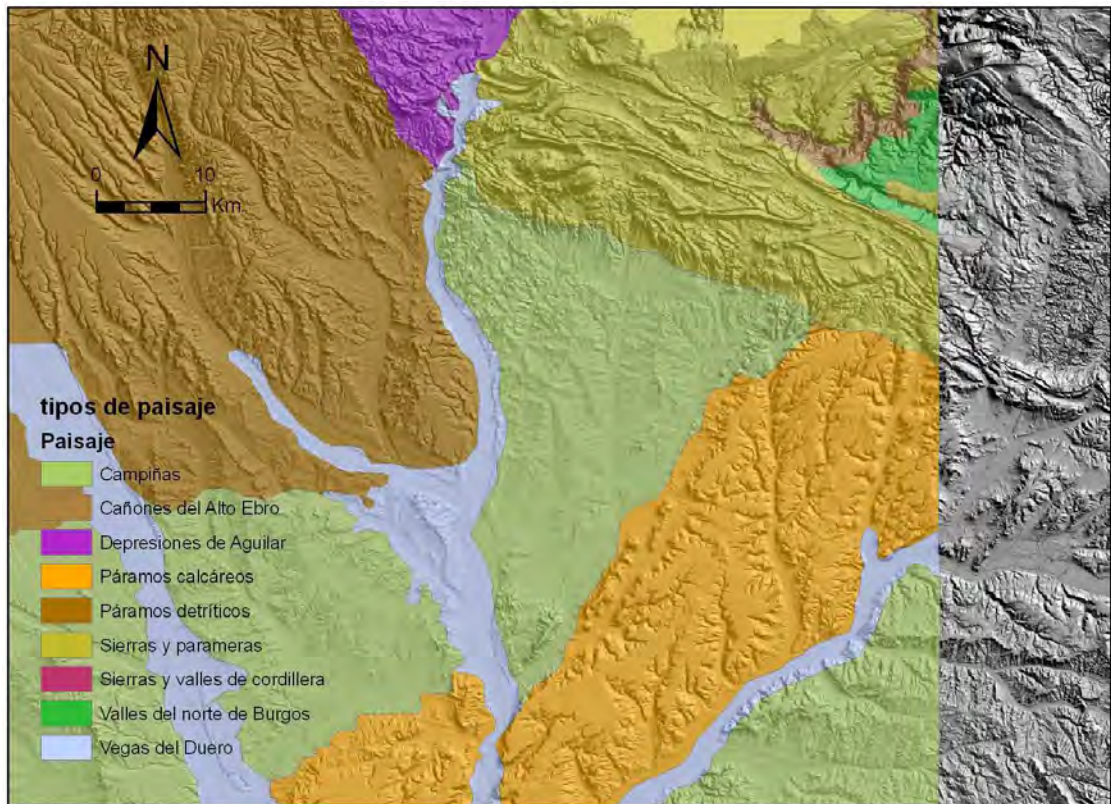 N
0 10
Km
tipos de paisaje
Paisaje
Campiñas
Cañones del Alto Ebro
Depresiones de Aguilar
Páramos calcáreos
Páramos detríticos
Sierras y parameras
Sierras y valles de cordillera
Valles del norte de Burgos
Vegas del Duero